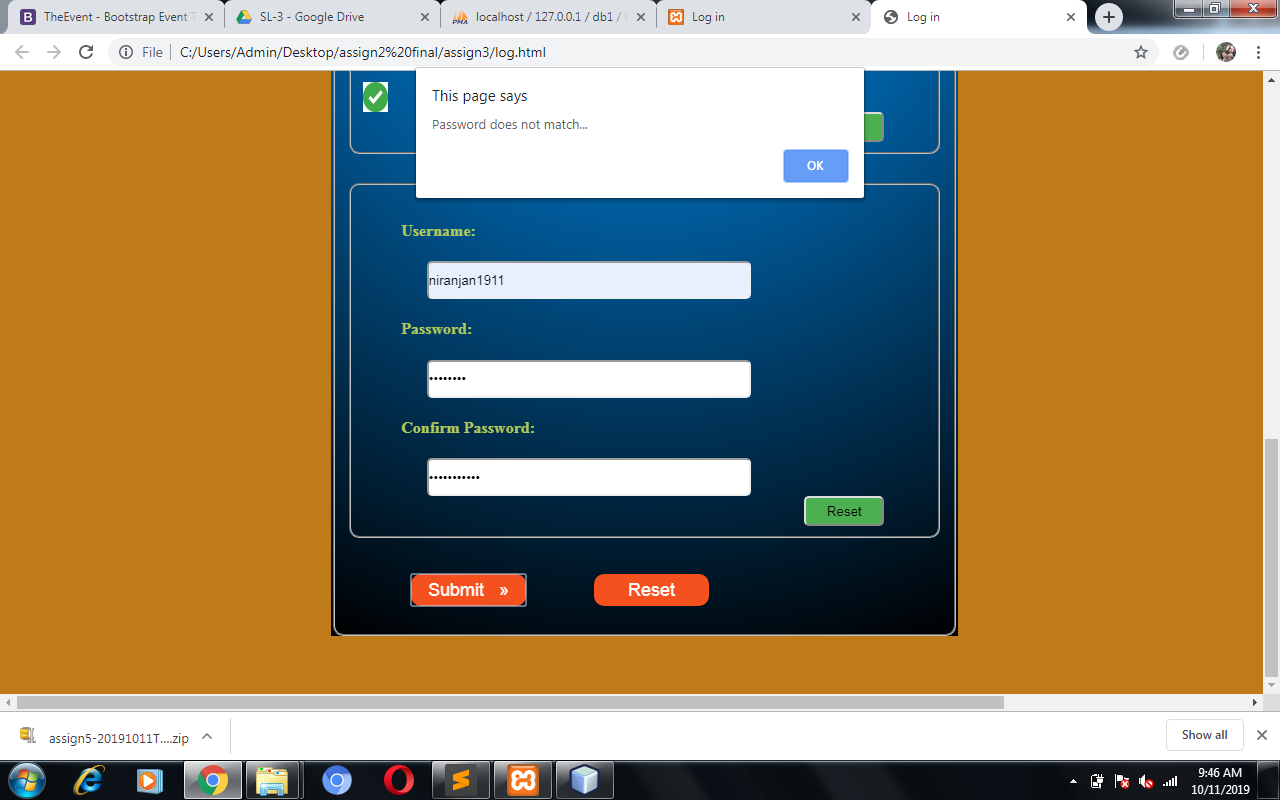 TheEvent - Bootstrap Event T
SL-3 - Google Drive
localhost / 127.0.0.1 / db1 /
Log in
Log in
File
C:/Users/Admin/Desktop/assign2%20final/assign3/log.html
This page says
Password does not match...
OK
Username:
niranjan1911
Password:
••••••••
Confirm Password:
•••••••••••
Reset
Submit »
Reset
assign5-20191011T....zip
Show all
9:46 AM
10/11/2019